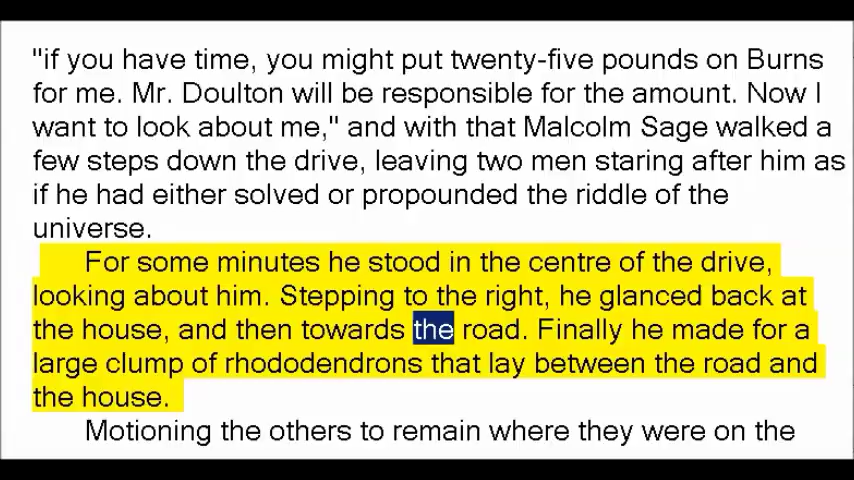 "if you have time, you might put twenty-five pounds on Burns
for me. Mr. Doulton will be responsible for the amount. Now I
want to look about me," and with that Malcolm Sage walked a
few steps down the drive, leaving two men staring after him as
if he had either solved or propounded the riddle of the
universe.
For some minutes he stood in the centre of the drive,
looking about him. Stepping to the right, he glanced back at
the house, and then towards the road. Finally he made for a
large clump of rhododendrons that lay between the road and
the house.
Motioning the others to remain where they were on the